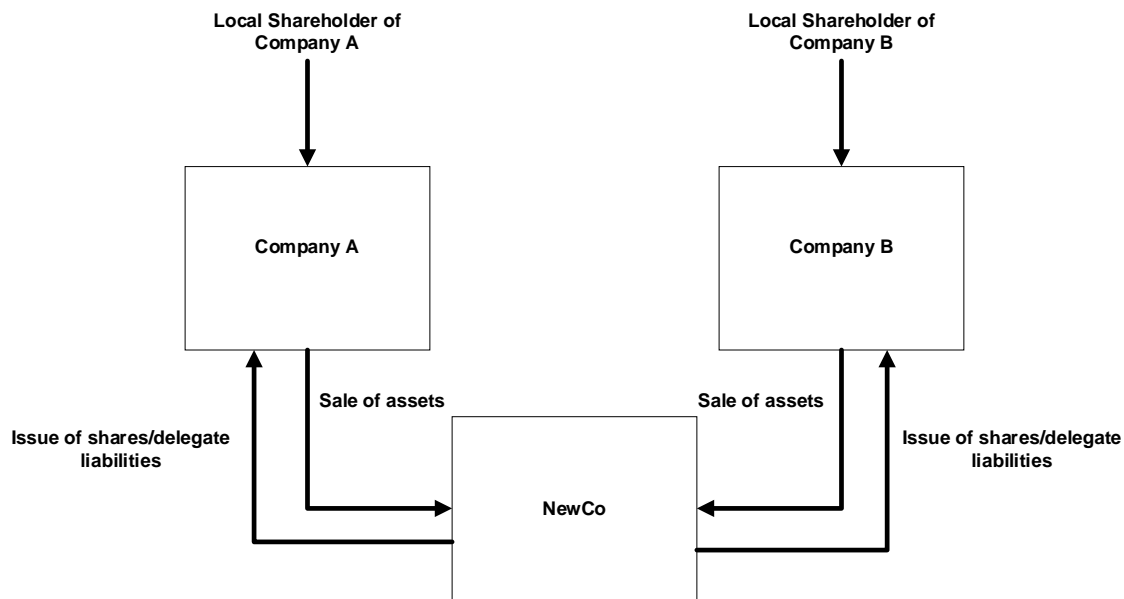 Local Shareholder of
Company A
Local Shareholder of
Company B
Company A
Company B
Sale of assets
Sale of assets
Issue of shares/delegate
liabilities
Issue of shares/delegate
liabilities
NewCo